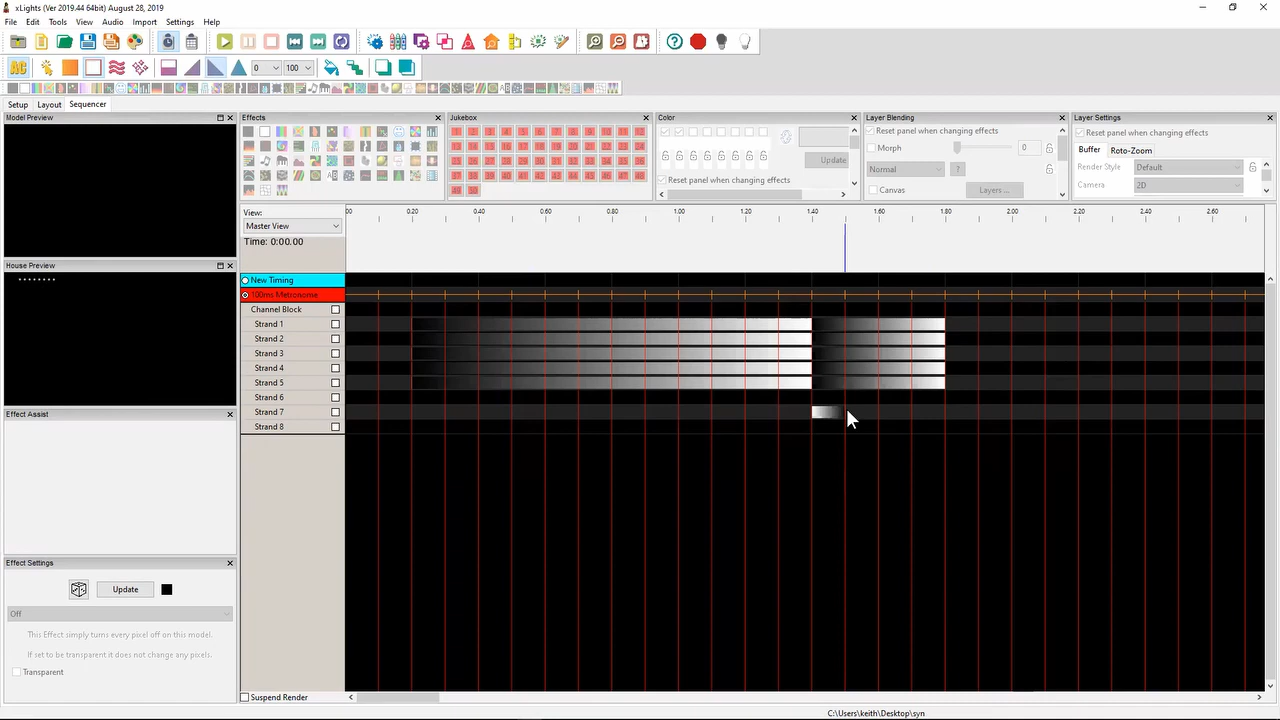 xLights (Ver 2019.44 64bit) August 28, 2019
File Edit Tools View Audio Import Settings Help
AC 0 100
Setup Layout Sequencer
Model Preview
House Preview
Effect Assist
Effect Settings
Update
Off
This Effect simply turns every pixel off on this model.
If set to be transparent it does not change any pixels.
Transparent
Effects
Jukebox
Color
Update
Reset panel when changing effects
Layer Blending
Reset panel when changing effects
Morph 0
Normal ?
Canvas Layers ...
Layer Settings
Reset panel when changing effects
Buffer Roto-Zoom
Render Style Default
Camera 2D
View:
Master View
Time: 0:00.00
0.20 0.40 0.60 0.80 1.00 1.20 1.40 1.60 1.80 2.00 2.20 2.40 2.60
New Timing
100ms Metronome
Channel Block
Strand 1
Strand 2
Strand 3
Strand 4
Strand 5
Strand 6
Strand 7
Strand 8
Suspend Render
C:\Users\keith\Desktop\syn